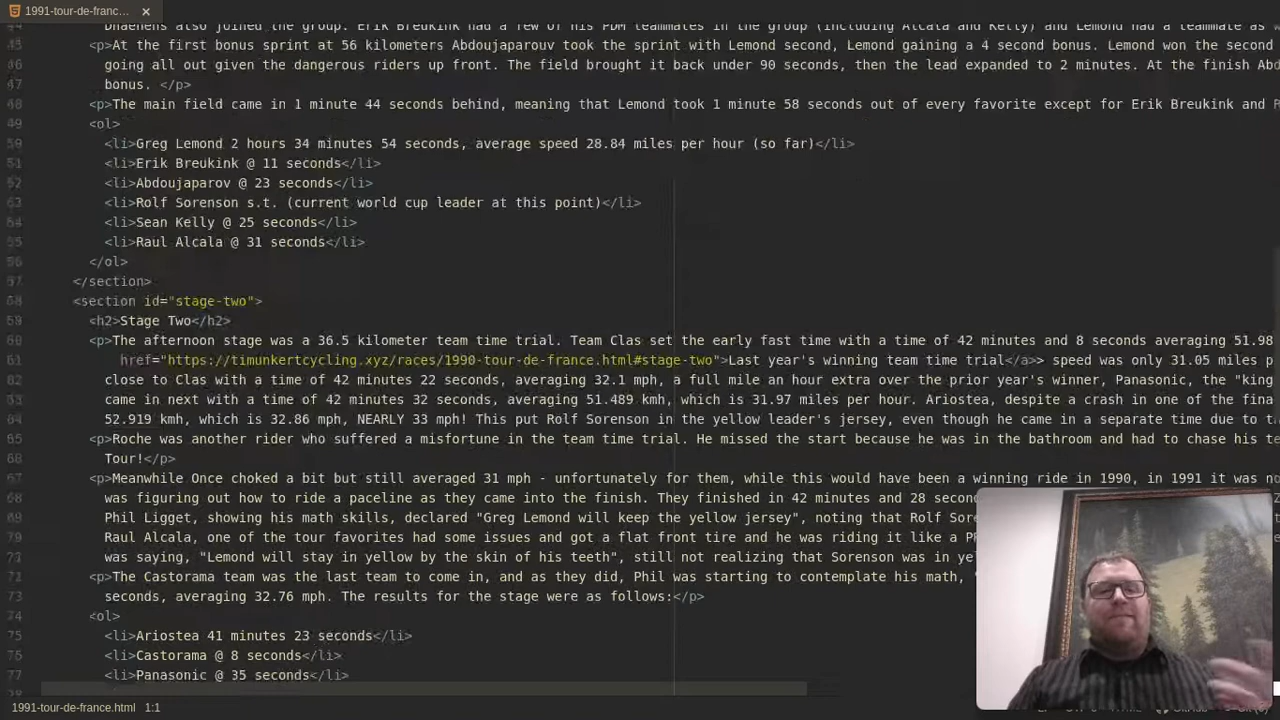 1991-tour-de-franc...
Dhaenens also joined the group. Erik Breukink had a few of his PDM teammates in the group (including Alcala and Kelly) and Lemond had a teammate as
45 <p>At the first bonus sprint at 56 kilometers Abdoujaparouv took the sprint with Lemond second, Lemond gaining a 4 second bonus. Lemond won the second
going all out given the dangerous riders up front. The field brought it back under 90 seconds, then the lead expanded to 2 minutes. At the finish Abd
47 bonus. </p>
<p>The main field came in 1 minute 44 seconds behind, meaning that Lemond took 1 minute 58 seconds out of every favorite except for Erik Breukink and R
49 <ol>
<li>Greg Lemond 2 hours 34 minutes 54 seconds, average speed 28.84 miles per hour (so far)</li>
<li>Erik Breukink @ 11 seconds</li>
<li>Abdoujaparov @ 23 seconds</li>
<li>Rolf Sorenson s.t. (current world cup leader at this point)</li>
<li>Sean Kelly @ 25 seconds</li>
<li>Raul Alcala @ 31 seconds</li>
</ol>
</section>
<section id="stage-two">
<h2>Stage Two</h2>
60 <p>The afternoon stage was a 36.5 kilometer team time trial. Team Clas set the early fast time with a time of 42 minutes and 8 seconds averaging 51.98
href="https://timunkertcycling.xyz/races/1990-tour-de-france.html#stage-two">Last year's winning team time trial</a>> speed was only 31.05 miles p
close to Clas with a time of 42 minutes 22 seconds, averaging 32.1 mph, a full mile an hour extra over the prior year's winner, Panasonic, the "king
came in next with a time of 42 minutes 32 seconds, averaging 51.489 kmh, which is 31.97 miles per hour. Ariostea, despite a crash in one of the fina
52.919 kmh, which is 32.86 mph, NEARLY 33 mph! This put Rolf Sorenson in the yellow leader's jersey, even though he came in a separate time due to
65 <p>Roche was another rider who suffered a misfortune in the team time trial. He missed the start because he was in the bathroom and had to chase his te
Tour!</p>
67 <p>Meanwhile Once choked a bit but still averaged 31 mph - unfortunately for them, while this would have been a winning ride in 1990, in 1991 it was no
68 was figuring out how to ride a paceline as they came into the finish. They finished in 42 minutes and 28 secon
Phil Ligget, showing his math skills, declared "Greg Lemond will keep the yellow jersey", noting that Rolf Sore
Raul Alcala, one of the tour favorites had some issues and got a flat front tire and he was riding it like a P
was saying, "Lemond will stay in yellow by the skin of his teeth", still not realizing that Sorenson was in ye
<p>The Castorama team was the last team to come in, and as they did, Phil was starting to contemplate his math,
73 seconds, averaging 32.76 mph. The results for the stage were as follows:</p>
74 <ol>
75 <li>Ariostea 41 minutes 23 seconds</li>
<li>Castorama @ 8 seconds</li>
77 <li>Panasonic @ 35 seconds</li>
1991-tour-de-france.html 1:1